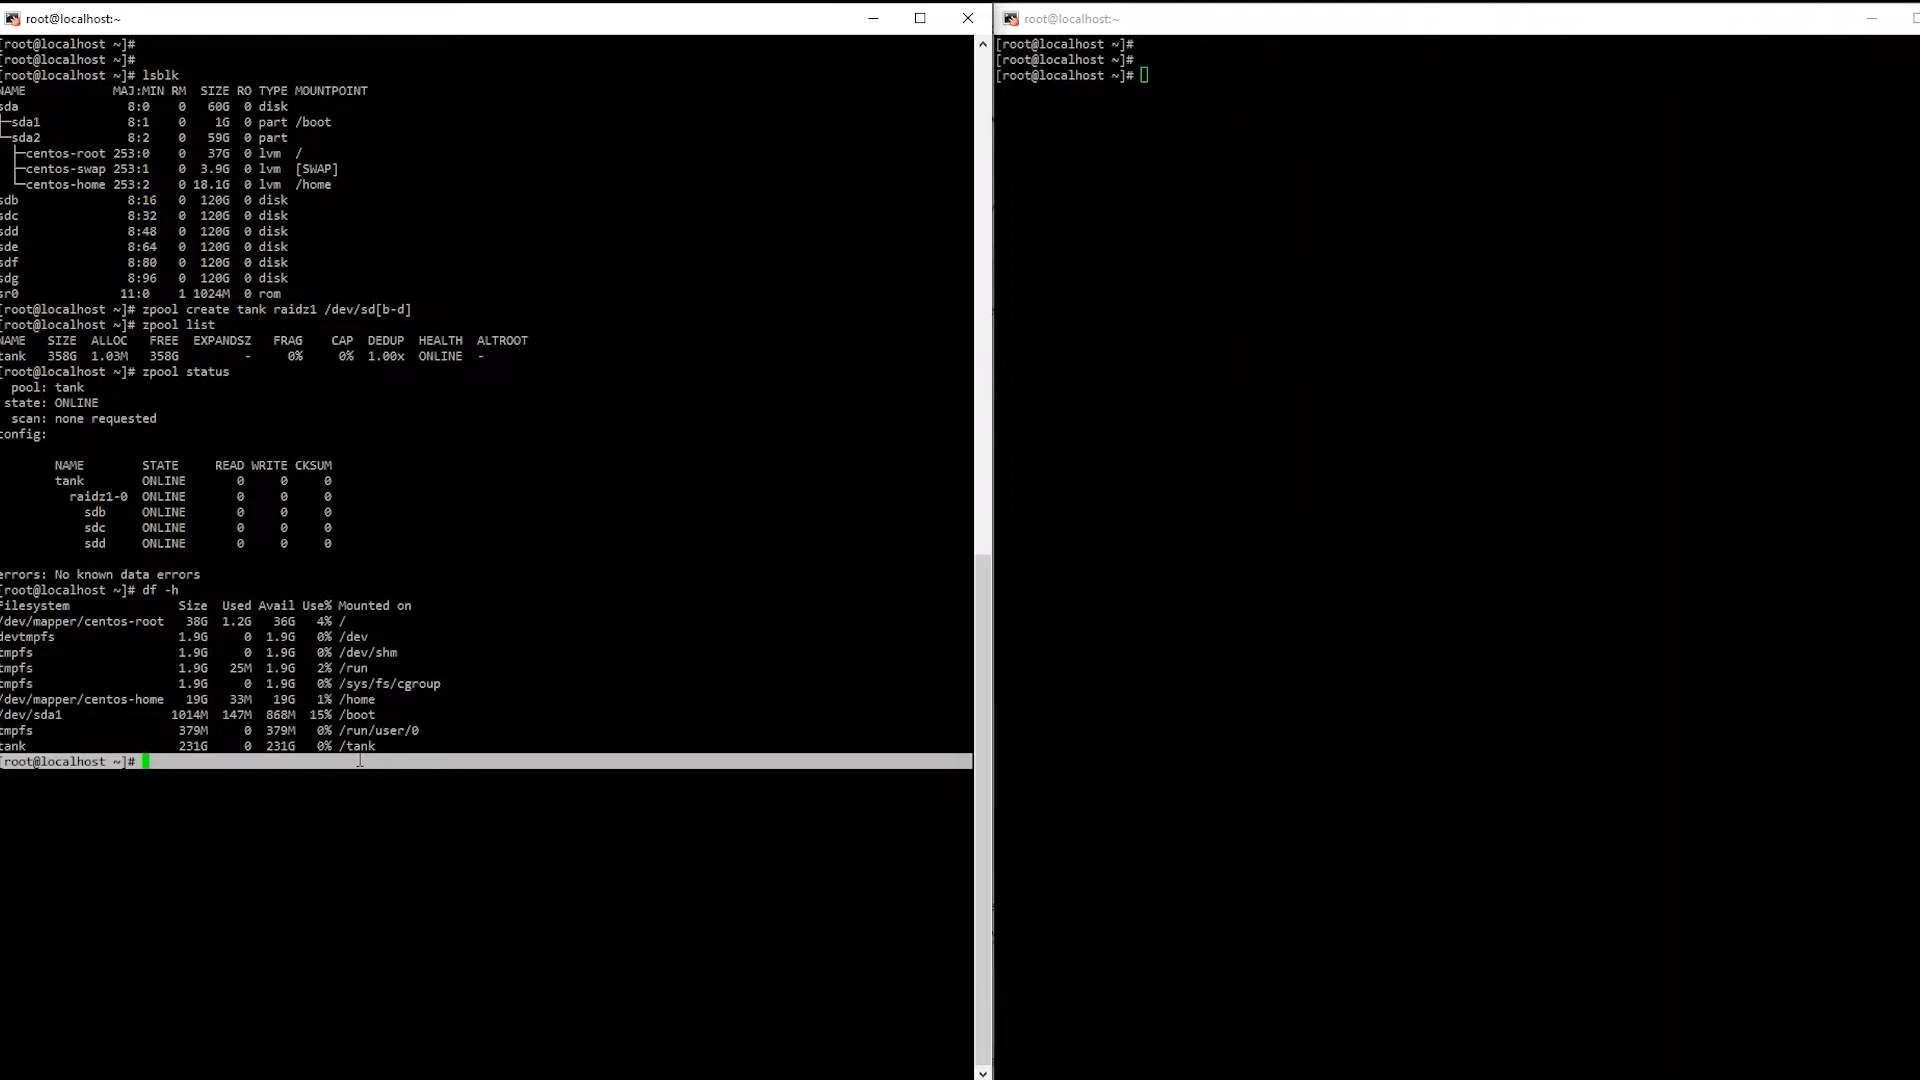 root@localhost:~
[root@localhost ~]#
[root@localhost ~]#
[root@localhost ~]# lsblk
NAME            MAJ:MIN RM   SIZE RO TYPE MOUNTPOINT
sda               8:0    0    60G  0 disk
├─sda1            8:1    0     1G  0 part /boot
└─sda2            8:2    0    59G  0 part
  ├─centos-root 253:0    0    37G  0 lvm  /
  ├─centos-swap 253:1    0   3.9G  0 lvm  [SWAP]
  └─centos-home 253:2    0  18.1G  0 lvm  /home
sdb               8:16   0   120G  0 disk
sdc               8:32   0   120G  0 disk
sdd               8:48   0   120G  0 disk
sde               8:64   0   120G  0 disk
sdf               8:80   0   120G  0 disk
sdg               8:96   0   120G  0 disk
sr0              11:0    1  1024M  0 rom
[root@localhost ~]# zpool create tank raidz1 /dev/sd[b-d]
[root@localhost ~]# zpool list
NAME   SIZE  ALLOC   FREE  EXPANDSZ   FRAG    CAP  DEDUP  HEALTH  ALTROOT
tank   358G  1.03M   358G         -     0%     0%  1.00x  ONLINE  -
[root@localhost ~]# zpool status
  pool: tank
 state: ONLINE
  scan: none requested
config:
        NAME        STATE     READ WRITE CKSUM
        tank        ONLINE       0     0     0
          raidz1-0  ONLINE       0     0     0
            sdb     ONLINE       0     0     0
            sdc     ONLINE       0     0     0
            sdd     ONLINE       0     0     0
errors: No known data errors
[root@localhost ~]# df -h
Filesystem               Size  Used Avail Use% Mounted on
/dev/mapper/centos-root   38G  1.2G   36G   4% /
devtmpfs                 1.9G     0  1.9G   0% /dev
tmpfs                    1.9G     0  1.9G   0% /dev/shm
tmpfs                    1.9G   25M  1.9G   2% /run
tmpfs                    1.9G     0  1.9G   0% /sys/fs/cgroup
/dev/mapper/centos-home   19G   33M   19G   1% /home
/dev/sda1               1014M  147M  868M  15% /boot
tmpfs                    379M     0  379M   0% /run/user/0
tank                     231G     0  231G   0% /tank
[root@localhost ~]#
root@localhost:~
[root@localhost ~]#
[root@localhost ~]#
[root@localhost ~]#